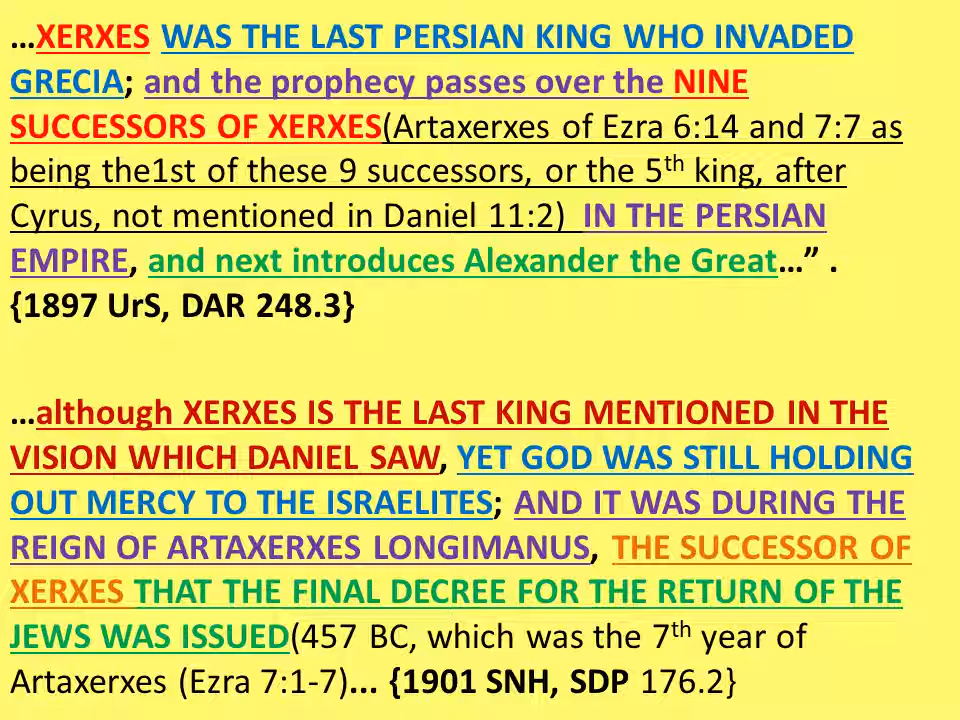 …XERXES WAS THE LAST PERSIAN KING WHO INVADED
GRECIA; and the prophecy passes over the NINE
SUCCESSORS OF XERXES(Artaxerxes of Ezra 6:14 and 7:7 as
being the1st of these 9 successors, or the 5th king, after
Cyrus, not mentioned in Daniel 11:2) IN THE PERSIAN
EMPIRE, and next introduces Alexander the Great…” .
{1897 UrS, DAR 248.3}
…although XERXES IS THE LAST KING MENTIONED IN THE
VISION WHICH DANIEL SAW, YET GOD WAS STILL HOLDING
OUT MERCY TO THE ISRAELITES; AND IT WAS DURING THE
REIGN OF ARTAXERXES LONGIMANUS, THE SUCCESSOR OF
XERXES THAT THE FINAL DECREE FOR THE RETURN OF THE
JEWS WAS ISSUED(457 BC, which was the 7th year of
Artaxerxes (Ezra 7:1-7)... {1901 SNH, SDP 176.2}